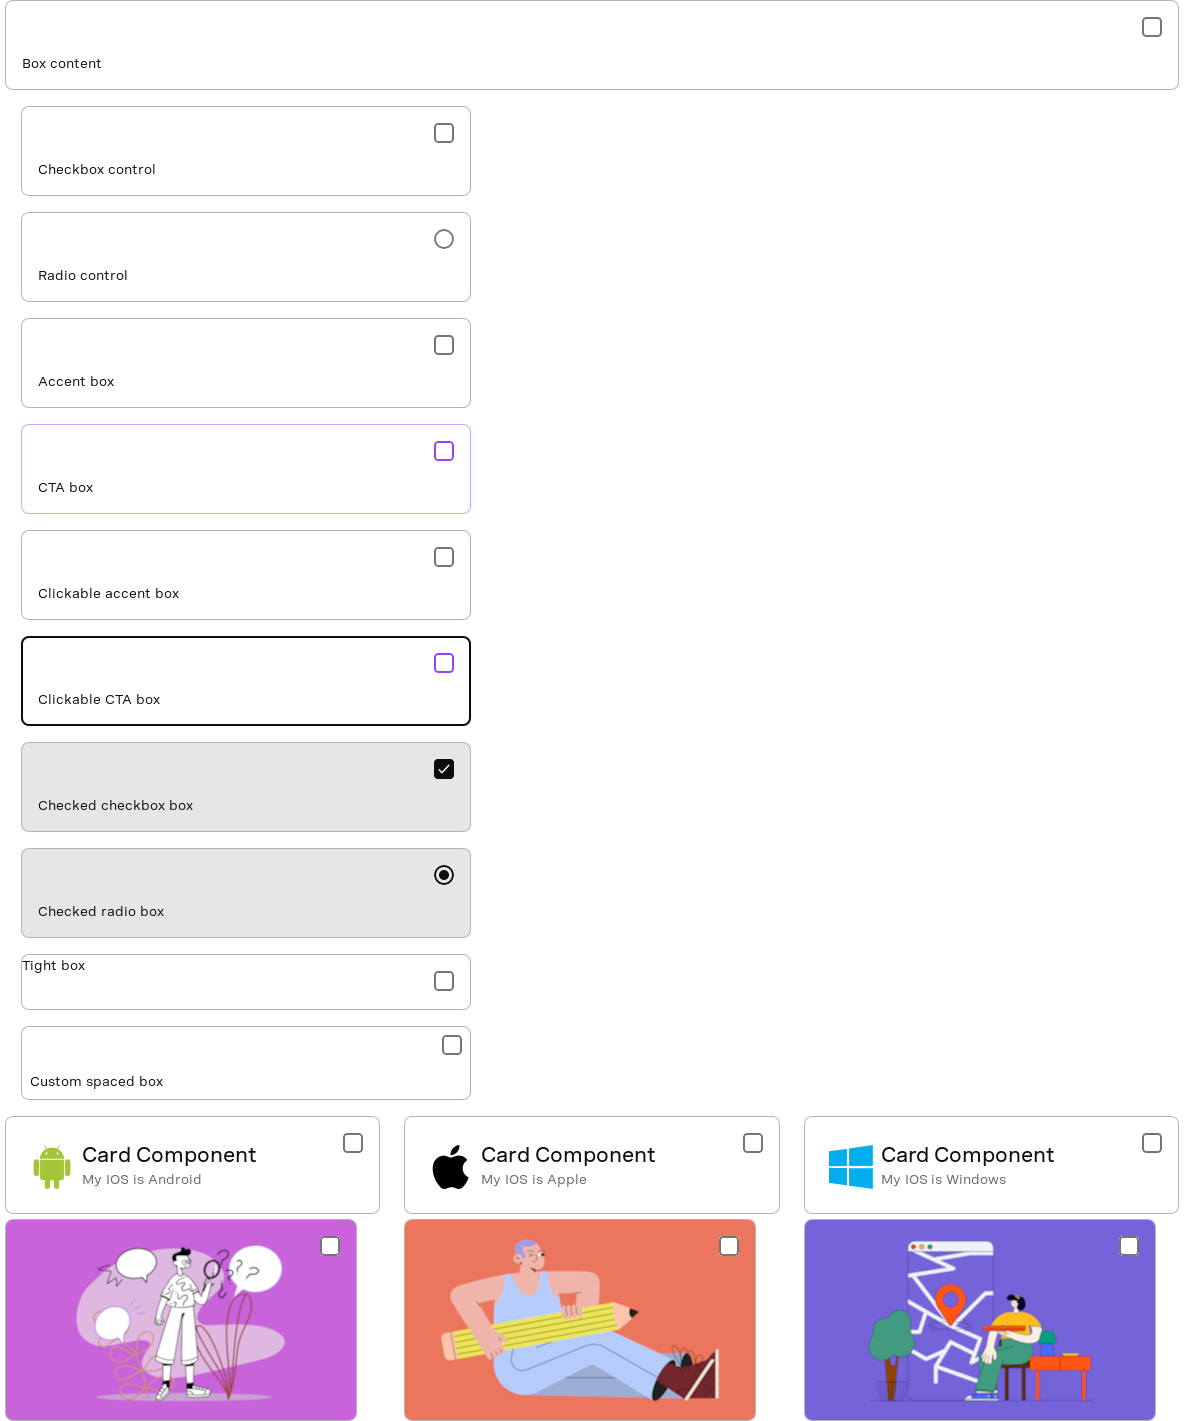 Box content
Checkbox control
Radio control
Accent box
CTA box
Clickable accent box
Clickable CTA box
Checked checkbox box
Checked radio box
Tight box
Custom spaced box
Card Component
My IOS is Android
Card Component
My IOS is Apple
Card Component
My IOS is Windows